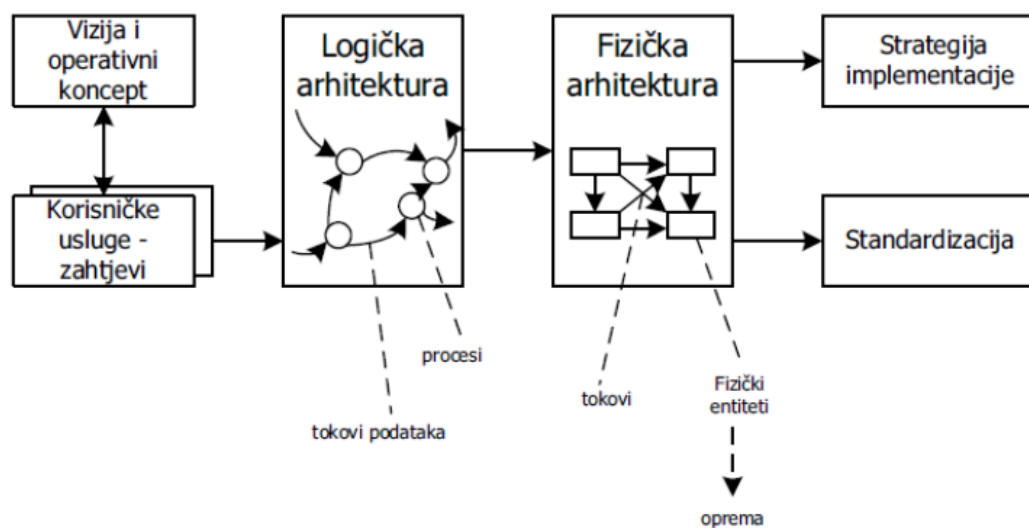 Vizija i
operativni
koncept
Korisničke
usluge -
zahtjevi
Logička
arhitektura
procesi
tokovi podataka
Fizička
arhitektura
tokovi
Fizički
entiteti
oprema
Strategija
implementacije
Standardizacija